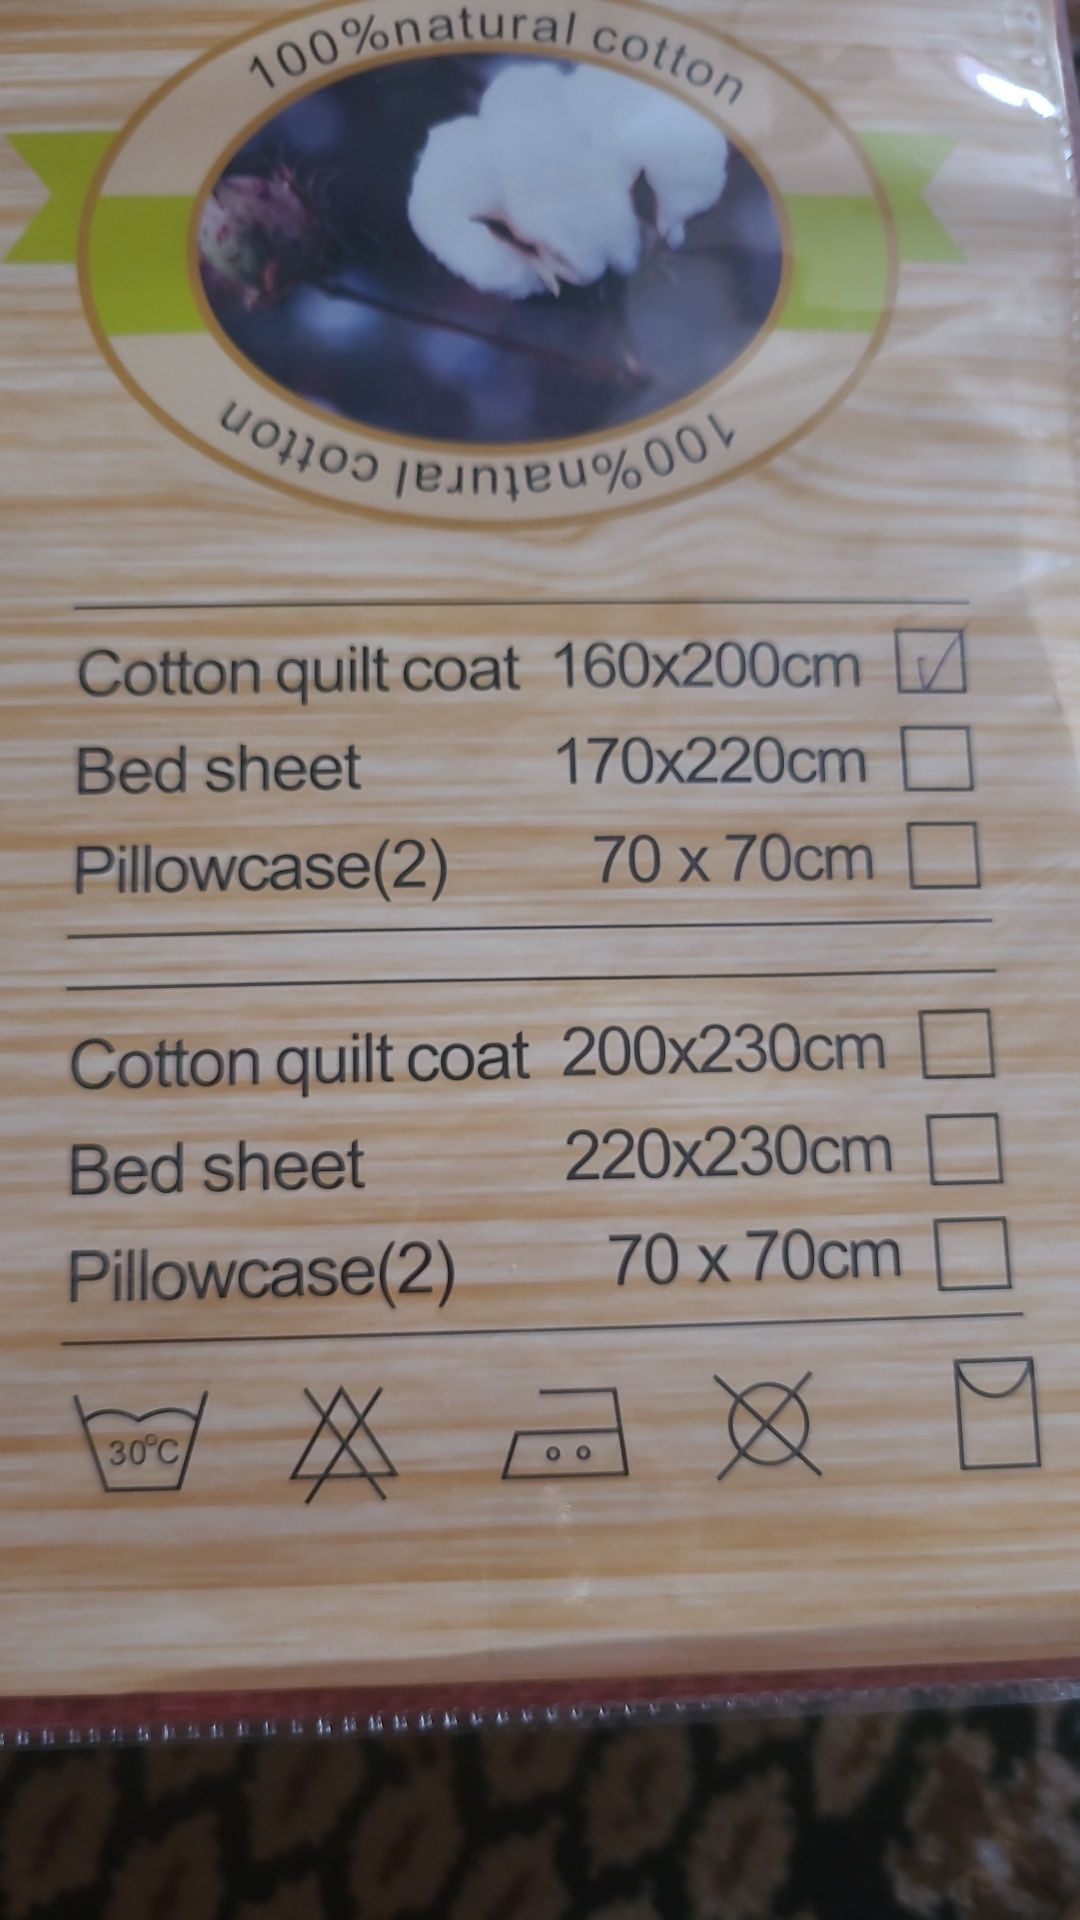 100%natural cotton
100%natural cotton
Cotton quilt coat 160x200cm
Bed sheet 170x220cm
Pillowcase(2) 70 x 70cm
Cotton quilt coat 200x230cm
Bed sheet 220x230cm
Pillowcase(2) 70 x 70cm
30°C